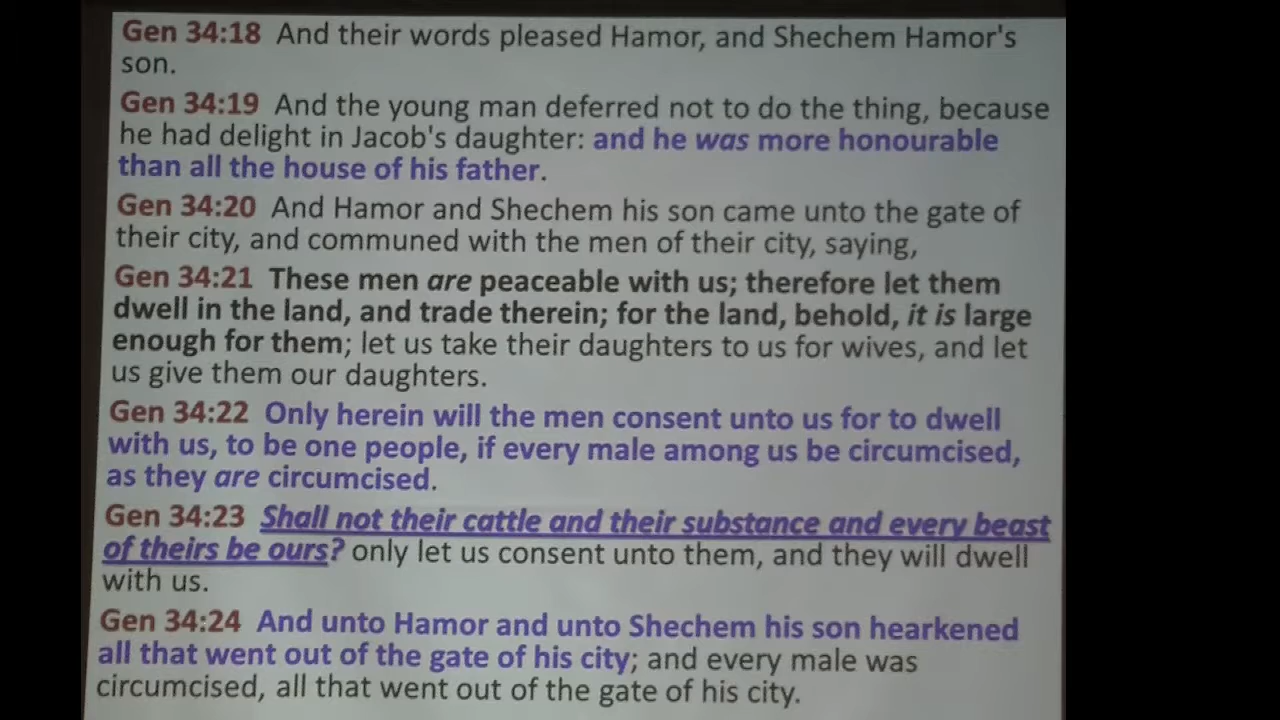 Gen 34:18 And their words pleased Hamor, and Shechem Hamor's
son.
Gen 34:19 And the young man deferred not to do the thing, because
he had delight in Jacob's daughter: and he was more honourable
than all the house of his father.
Gen 34:20 And Hamor and Shechem his son came unto the gate of
their city, and communed with the men of their city, saying,
Gen 34:21 These men are peaceable with us; therefore let them
dwell in the land, and trade therein; for the land, behold, it is large
enough for them; let us take their daughters to us for wives, and let
us give them our daughters.
Gen 34:22 Only herein will the men consent unto us for to dwell
with us, to be one people, if every male among us be circumcised,
as they are circumcised.
Gen 34:23 Shall not their cattle and their substance and every beast
of theirs be ours? only let us consent unto them, and they will dwell
with us.
Gen 34:24 And unto Hamor and unto Shechem his son hearkened
all that went out of the gate of his city; and every male was
circumcised, all that went out of the gate of his city.